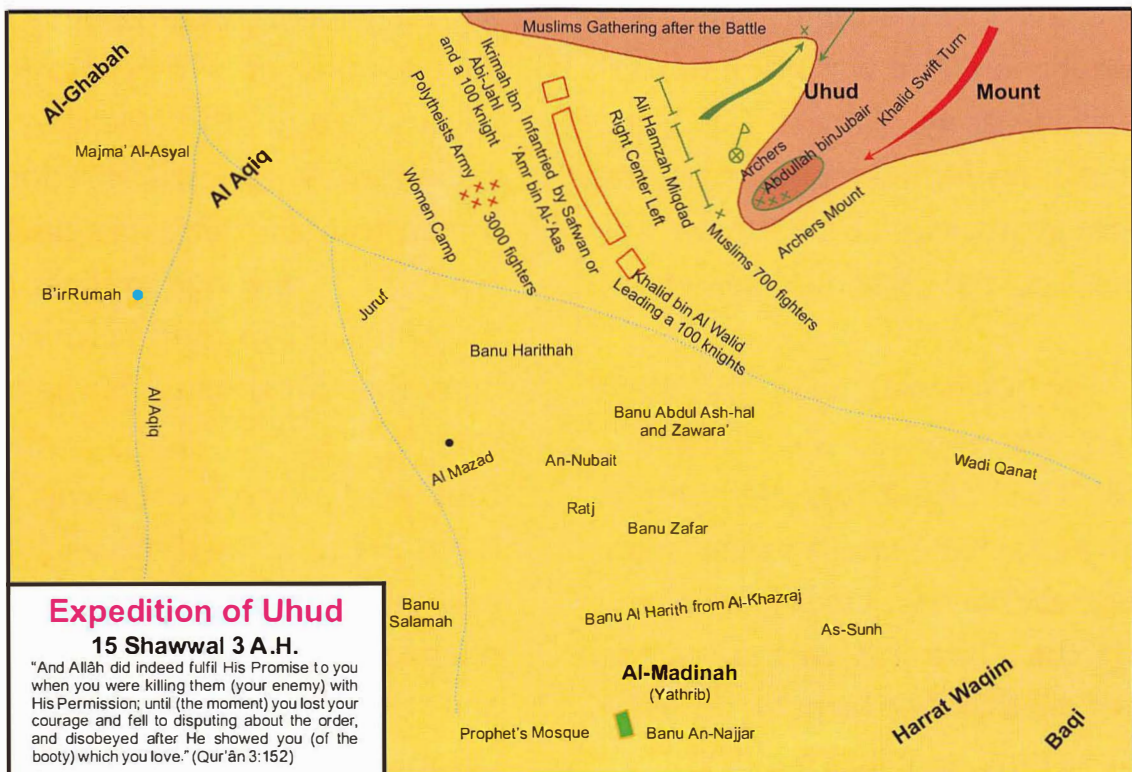 Muslims Gathering after the Battle
Al-Ghabah
Majma' Al-Asyal
Al Aqiq
B'irRumah
Al Aqiq
Juruf
Ikrimah ibn
Abi-Jahl
and a 100 knight
Polytheists Army
3000 fighters
Women Camp
Infantried by Safwan or
'Amr bin Al-'Aas
Ali Hamzah Miqdad
Right Center Left
Muslims 700 fighters
Khalid bin Al Walid
Leading a 100 knights
Archers
Abdullah binJubair
Archers Mount
Uhud
Khalid Swift Turn
Mount
Banu Harithah
Banu Abdul Ash-hal
and Zawara'
Al Mazad
An-Nubait
Wadi Qanat
Ratj
Banu Zafar
Banu
Salamah
Banu Al Harith from Al-Khazraj
As-Sunh
Al-Madinah
(Yathrib)
Prophet's Mosque
Banu An-Najjar
Harrat Waqim
Baqi
Expedition of Uhud
15 Shawwal 3 A.H.
"And Allâh did indeed fulfil His Promise to you
when you were killing them (your enemy) with
His Permission; until (the moment) you lost your
courage and fell to disputing about the order,
and disobeyed after He showed you (of the
booty) which you love." (Qur'ân 3:152)